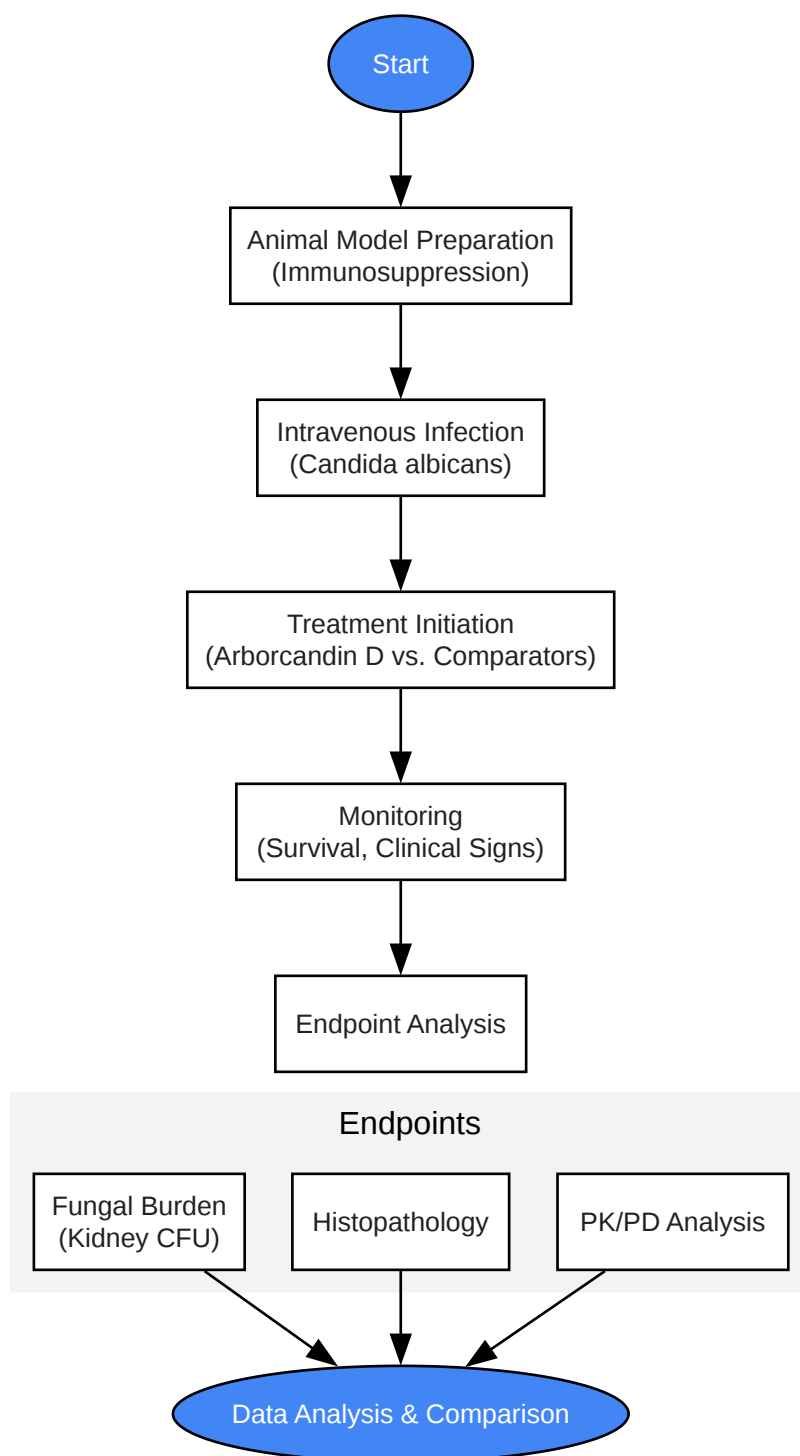 Start
Animal Model Preparation
(Immunosuppression)
Intravenous Infection
(Candida albicans)
Treatment Initiation
(Arborcandin D vs. Comparators)
Monitoring
(Survival, Clinical Signs)
Endpoint Analysis
Endpoints
Fungal Burden
(Kidney CFU)
Histopathology
PK/PD Analysis
Data Analysis & Comparison